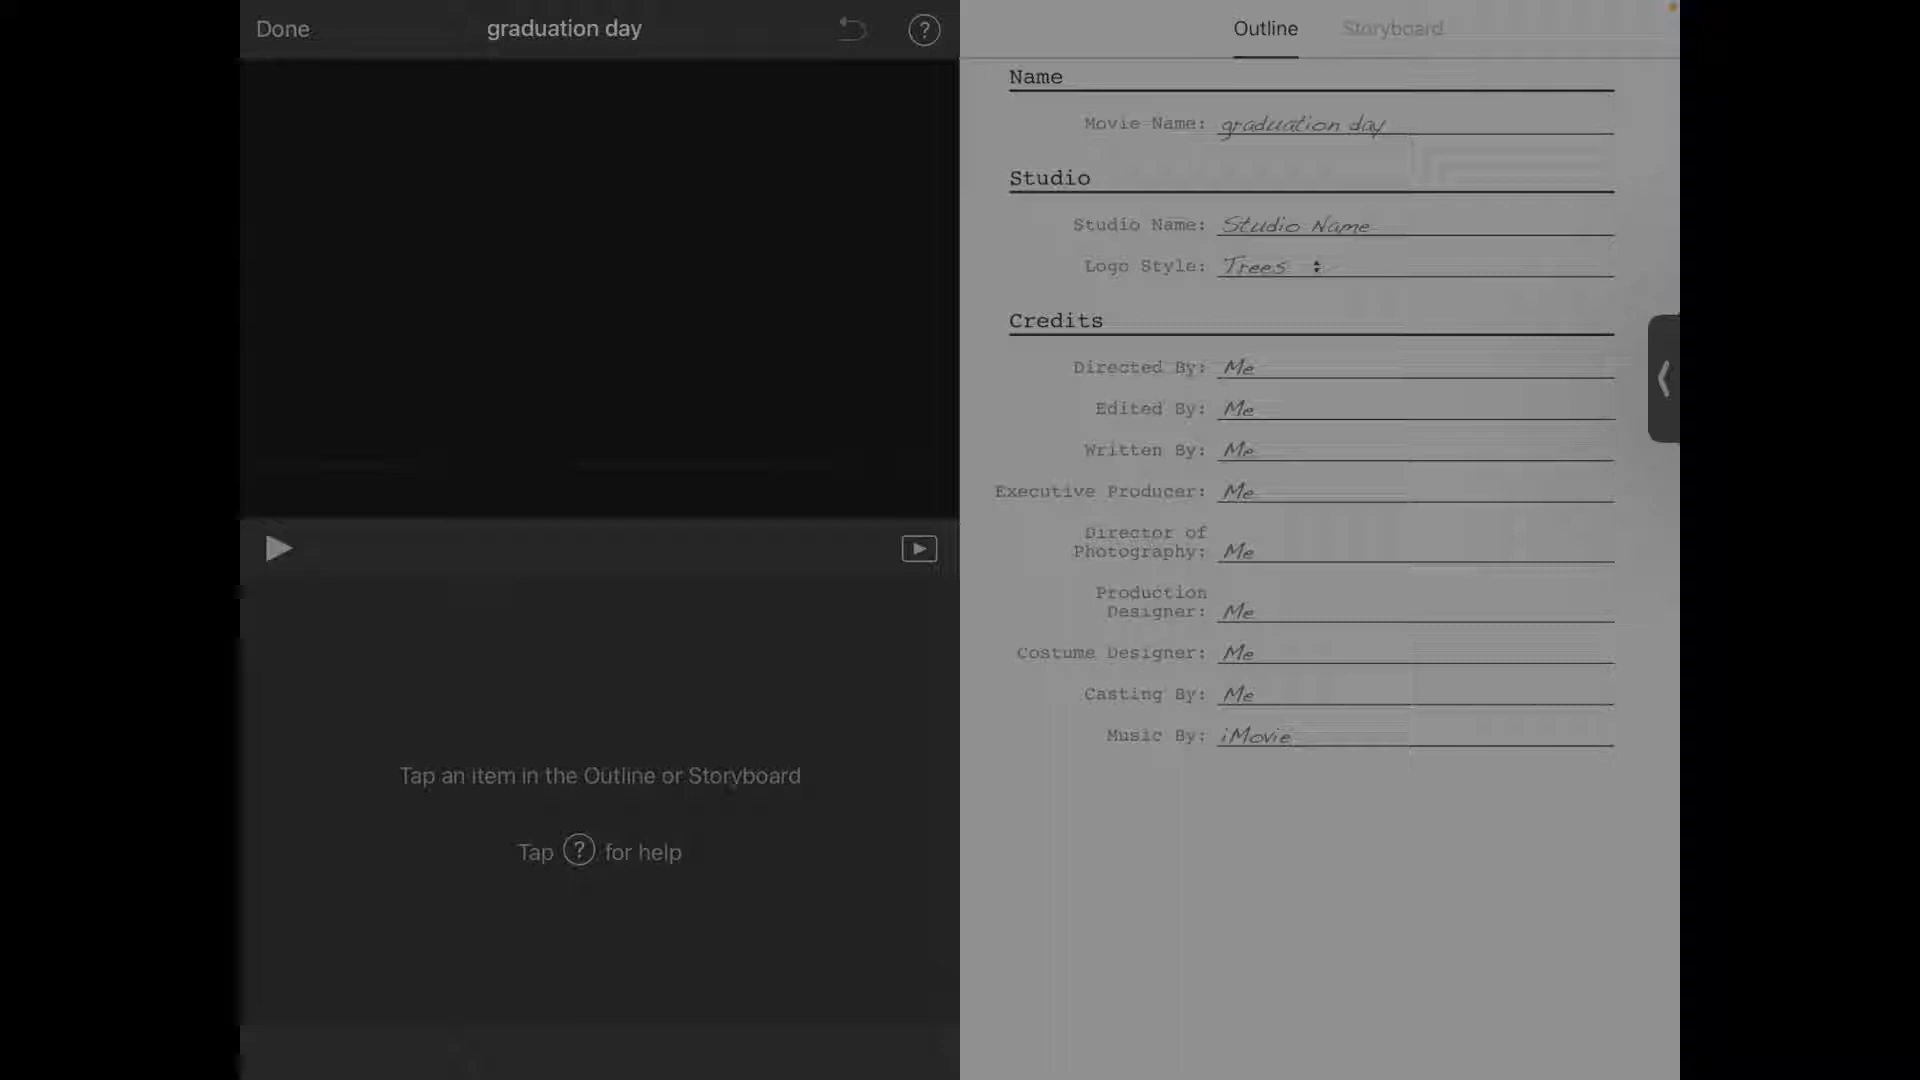 Done graduation day ?
Tap an item in the Outline or Storyboard
Tap ? for help
Outline Storyboard
Name
Movie Name: graduation day
Studio
Studio Name: Studio Name
Logo Style: Trees
Credits
Directed By: Me
Edited By: Me
Written By: Me
Executive Producer: Me
Director of
Photography: Me
Production
Designer: Me
Costume Designer: Me
Casting By: Me
Music By: iMovie